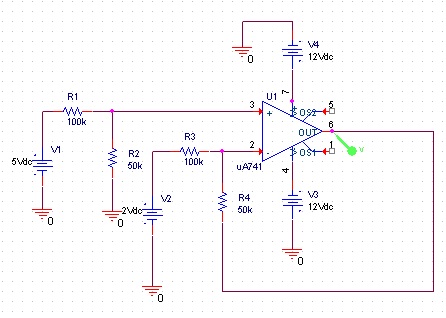 V4
0
12Vdc
7
R1
U1
5
3
+
OS2
100k
6
OUT
V
R3
2
-
OS1
1
V1
R2
100k
uA741
5Vdc
50k
4
V2
R4
V3
2Vdc
50k
12Vdc
0
0
0
0